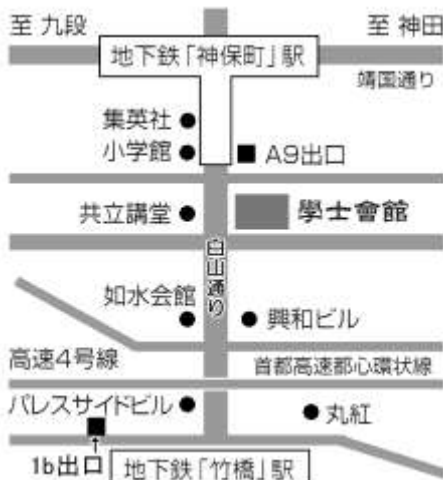 至 九段
至 神田
地下鉄「神保町」駅
靖国通り
集英社
小学館
A9出口
共立講堂
學士會館
白山通り
如水会館
興和ビル
高速4号線
首都高速都心環状線
パレスサイドビル
丸紅
1b出口
地下鉄「竹橋」駅